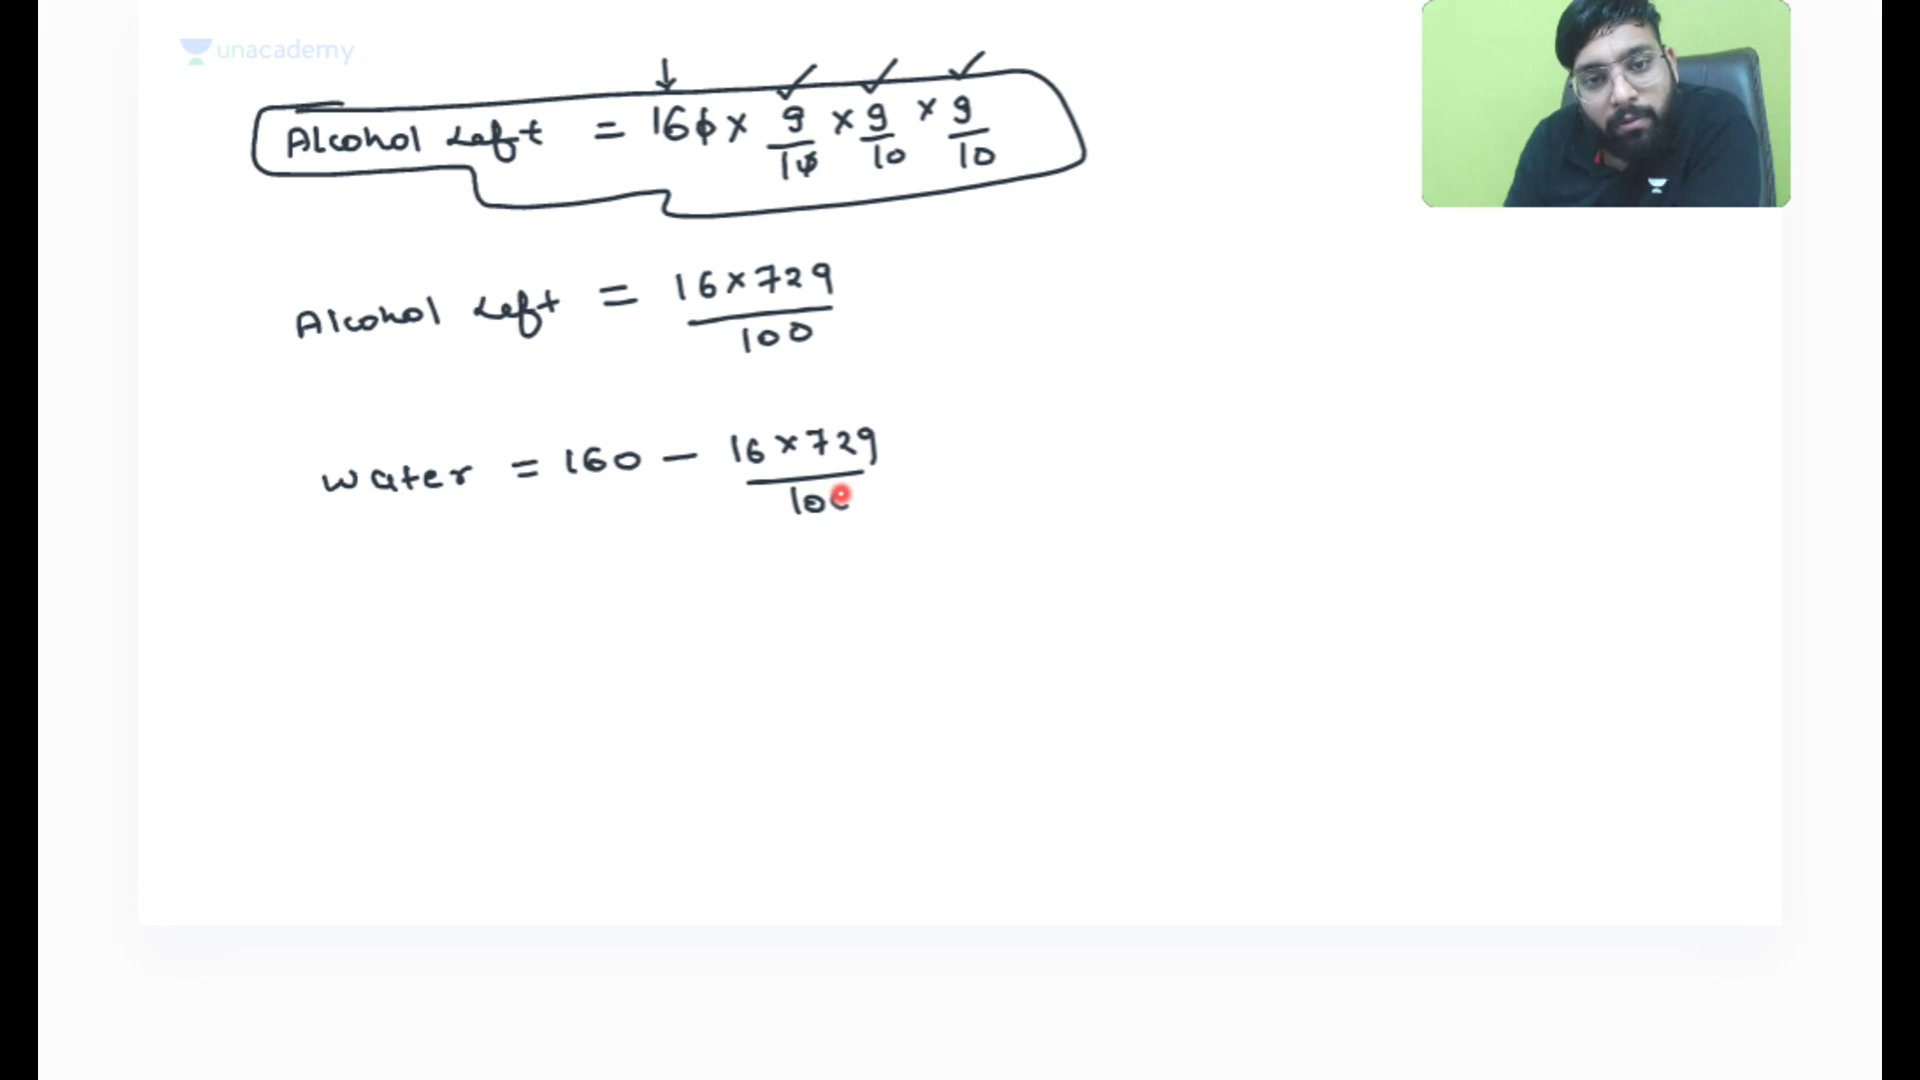 unacademy
Alcohol Left = 160 × 9/10 × 9/10 × 9/10
Alcohol Left = 16×729/100
water = 160 − 16×729/100